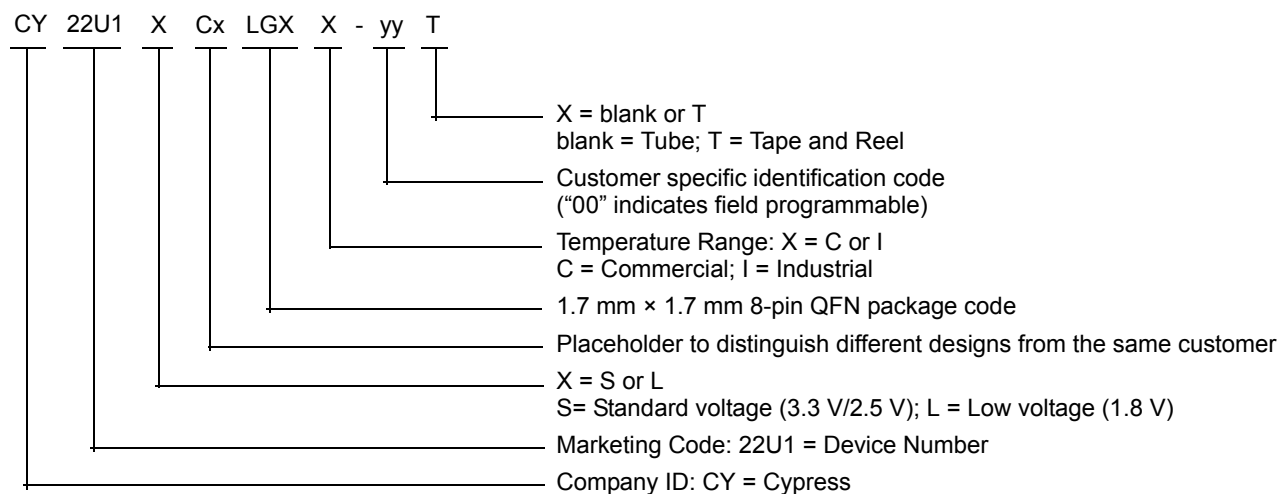 CY 22U1 X Cx LGX X - yy T
X = blank or T
blank = Tube; T = Tape and Reel
Customer specific identification code
(“00” indicates field programmable)
Temperature Range: X = C or I
C = Commercial; I = Industrial
1.7 mm × 1.7 mm 8-pin QFN package code
Placeholder to distinguish different designs from the same customer
X = S or L
S= Standard voltage (3.3 V/2.5 V); L = Low voltage (1.8 V)
Marketing Code: 22U1 = Device Number
Company ID: CY = Cypress